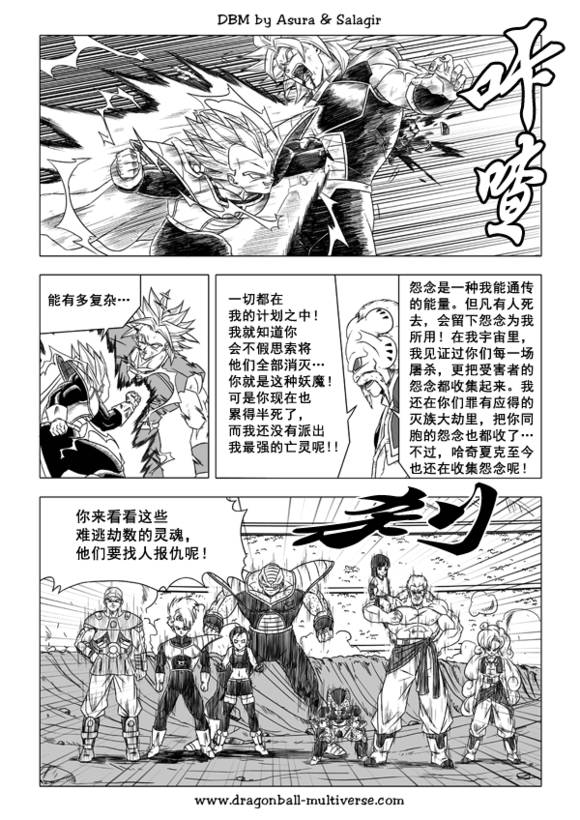 DBM by Asura & Salagir
咔
喳
能有多复杂…
一切都在
我的计划之中！
我就知道你
会不假思索将
他们全部消灭…
你就是这种妖魔！
可是你现在也
累得半死了，
而我还没有派出
我最强的亡灵呢！！
怨念是一种我能通传
的能量。但凡有人死
去，会留下怨念为我
所用！在我宇宙里，
我见证过你们每一场
屠杀，更把受害者的
怨念都收集起来。我
还在你们罪有应得的
灭族大劫里，把你同
胞的怨念也都收了…
不过，哈奇夏克至今
也还在收集怨念呢！
你来看看这些
难逃劫数的灵魂，
他们要找人报仇呢！
www.dragonball-multiverse.com